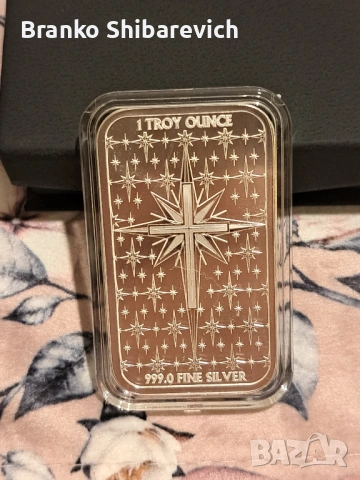 Branko Shibarevich
1 TROY OUNCE
999.0 FINE SILVER
BAZAR